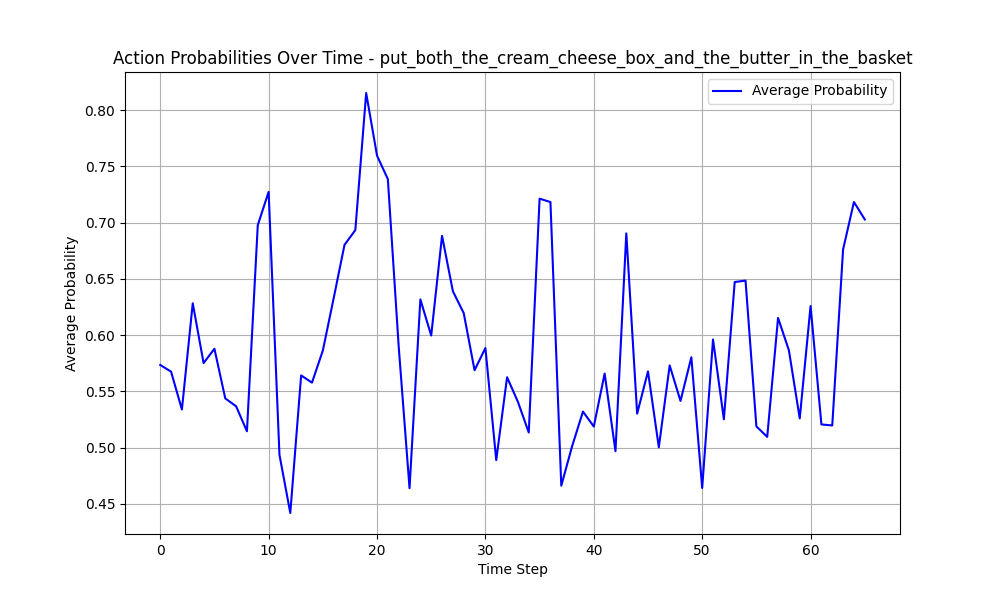 Action Probabilities Over Time - put_both_the_cream_cheese_box_and_the_butter_in_the_basket
Average Probability
0.80
0.75
0.70
0.65
0.60
0.55
0.50
0.45
Average Probability
0 10 20 30 40 50 60
Time Step